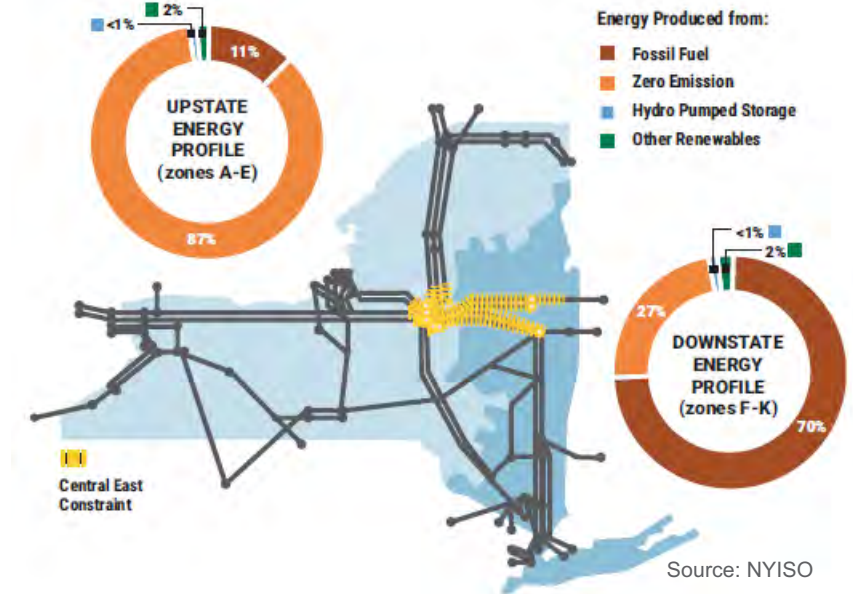 <1%
2%
11%
UPSTATE
ENERGY
PROFILE
(zones A-E)
87%
Energy Produced from:
Fossil Fuel
Zero Emission
Hydro Pumped Storage
Other Renewables
<1%
2%
27%
DOWNSTATE
ENERGY
PROFILE
(zones F-K)
70%
Central East
Constraint
Source: NYISO